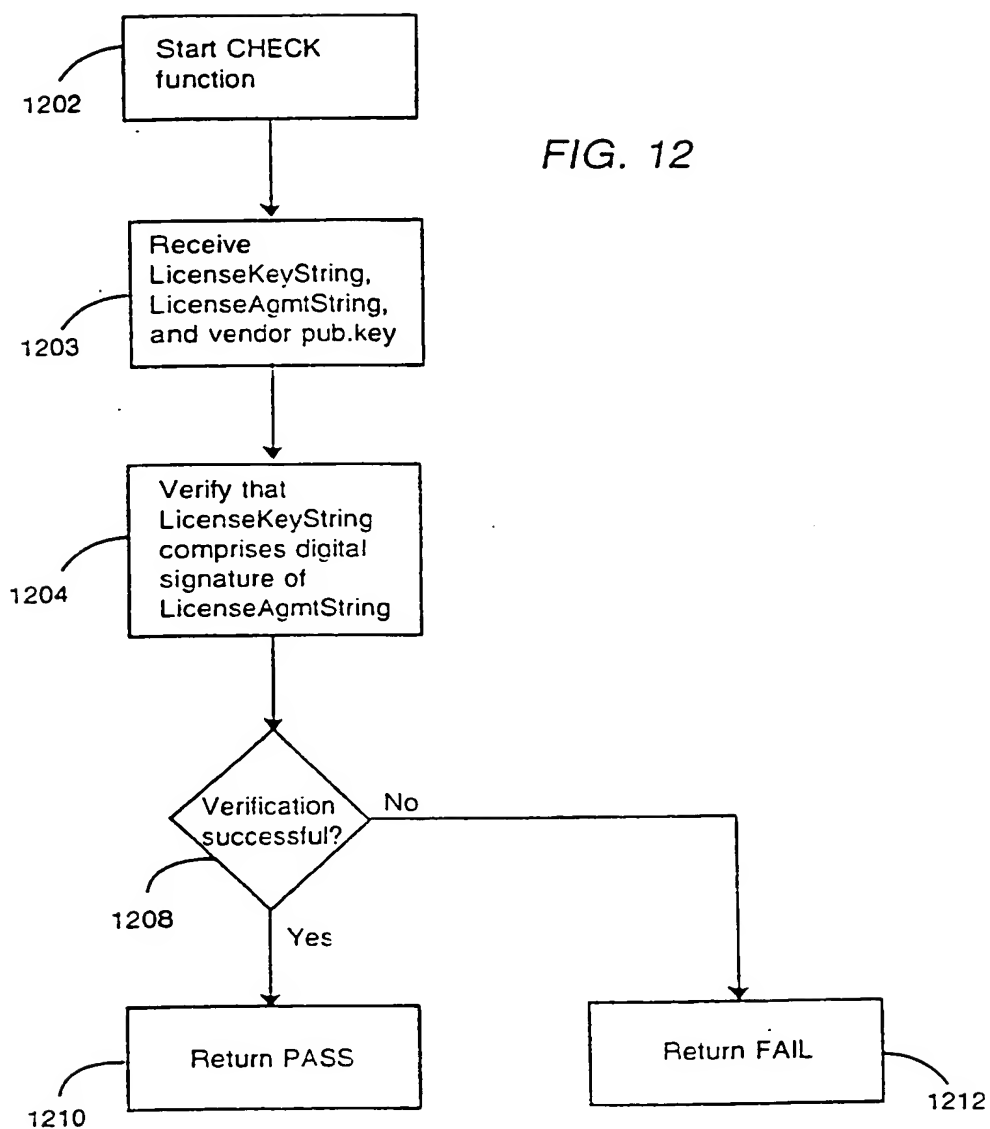 Start CHECK
function
1202
FIG. 12
Receive
LicenseKeyString,
LicenseAgmtString,
and vendor pub.key
1203
Verify that
LicenseKeyString
comprises digital
signature of
LicenseAgmtString
1204
Verification
successful?
No
1208
Yes
Return PASS
Return FAIL
1210
1212